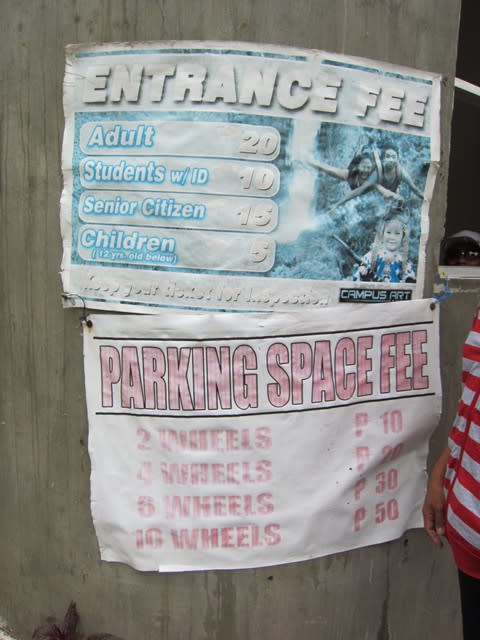 ENTRANCE FEE
Adult 20
Students w/ ID 10
Senior Citizen 15
Children 5
(12 yrs. old below)
Keep your ticket for inspection
CAMPUS ART
PARKING SPACE FEE
2 WHEELS P 10
4 WHEELS P 20
6 WHEELS P 30
10 WHEELS P 50